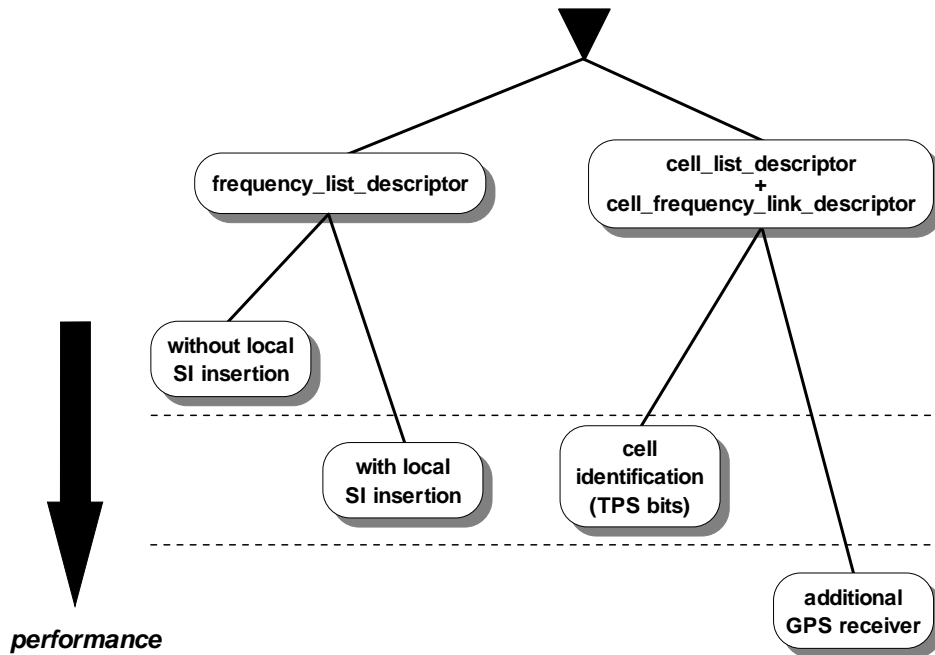 frequency_list_descriptor
cell_list_descriptor
+
cell_frequency_link_descriptor
without local
SI insertion
with local
SI insertion
cell
identification
(TPS bits)
additional
GPS receiver
performance